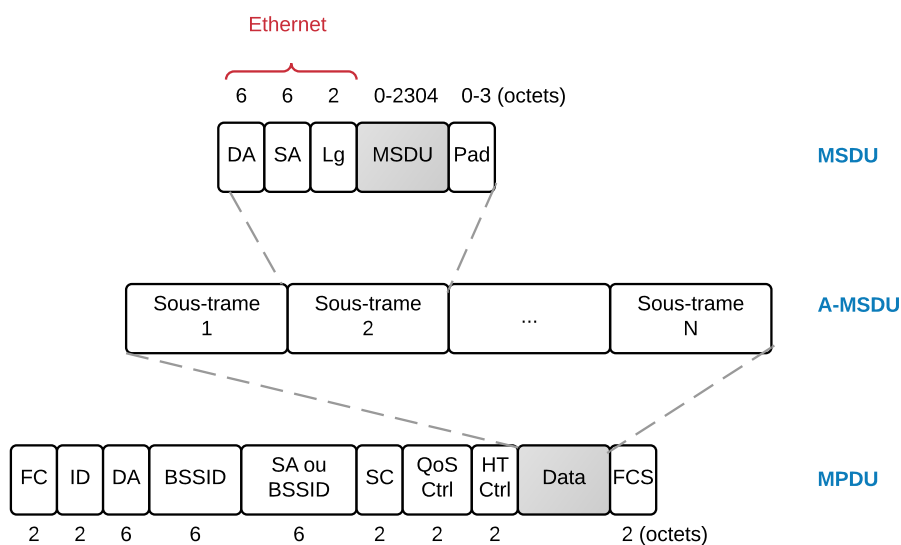 Ethernet
6 6 2 0-2304 0-3 (octets)
DA SA Lg MSDU Pad
MSDU
Sous-trame
1
Sous-trame
2
...
Sous-trame
N
A-MSDU
FC ID DA BSSID
SA ou
BSSID
SC
QoS
Ctrl
HT
Ctrl
Data FCS
MPDU
2 2 6 6 6 2 2 2 2 (octets)